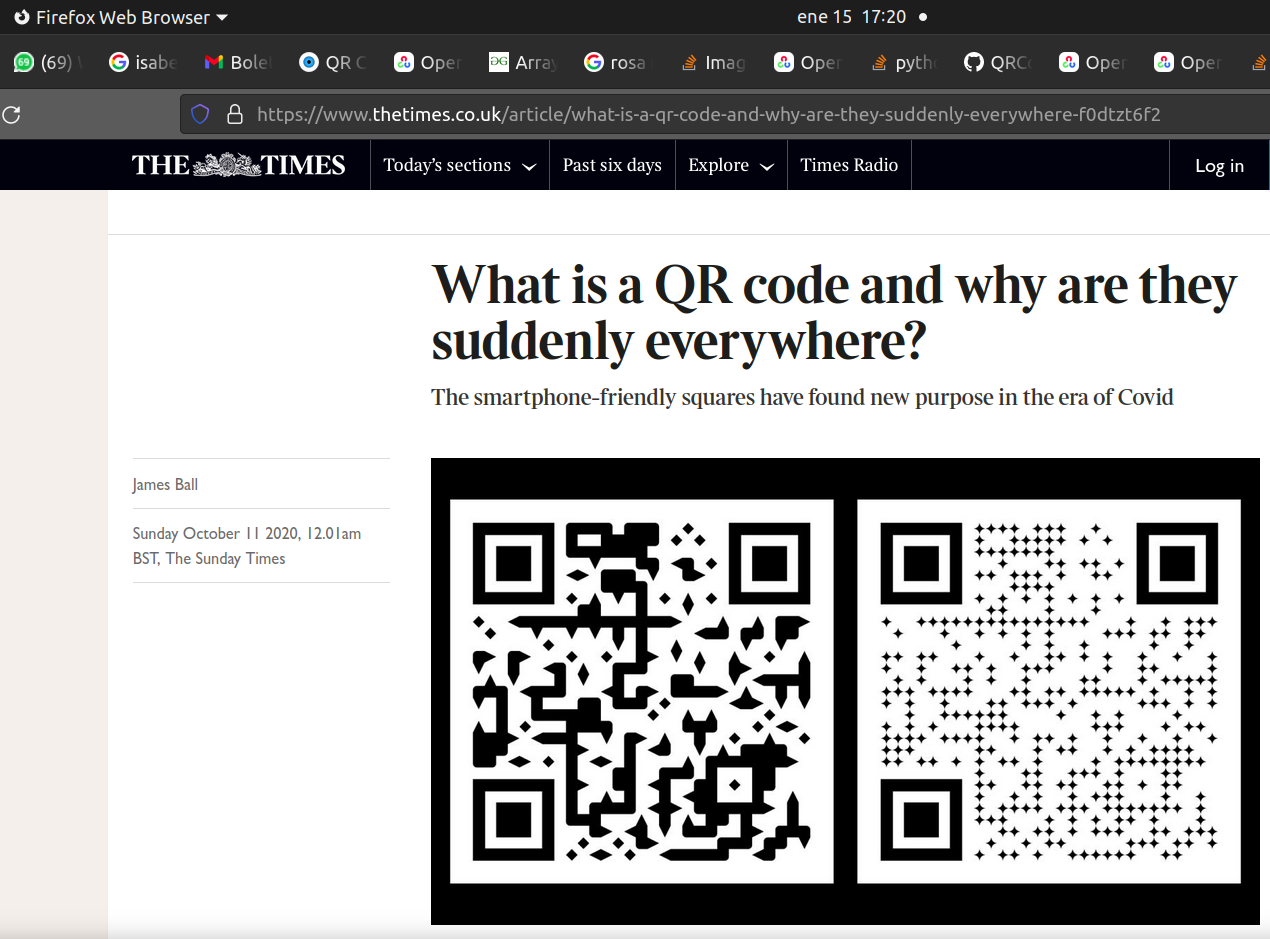 Firefox Web Browser
ene 15 17:20
69 (69) isabe Bole QR C Oper Array rosa Imag Oper pyth QRCo Oper Oper
https://www.thetimes.co.uk/article/what-is-a-qr-code-and-why-are-they-suddenly-everywhere-f0dtzt6f2
THE TIMES Today's sections Past six days Explore Times Radio Log in
What is a QR code and why are they
suddenly everywhere?
The smartphone-friendly squares have found new purpose in the era of Covid
James Ball
Sunday October 11 2020, 12.01am
BST, The Sunday Times